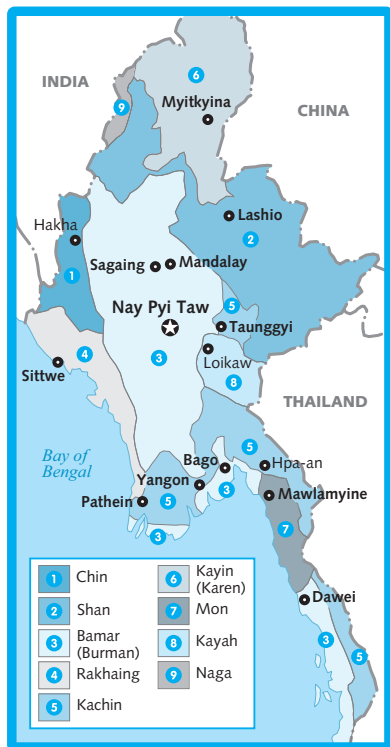 INDIA
6
Myitkyina
CHINA
9
Hakha
Lashio
2
Sagaing
Mandalay
1
Nay Pyi Taw
5
Taunggyi
3
4
Loikaw
Sittwe
8
THAILAND
Bay of
Bengal
Bago
5
Hpa-an
Yangon
3
Mawlamyine
Pathein
5
7
3
Dawei
3
5
1 Chin
2 Shan
3 Bamar
(Burman)
4 Rakhaing
5 Kachin
6 Kayin
(Karen)
7 Mon
8 Kayah
9 Naga